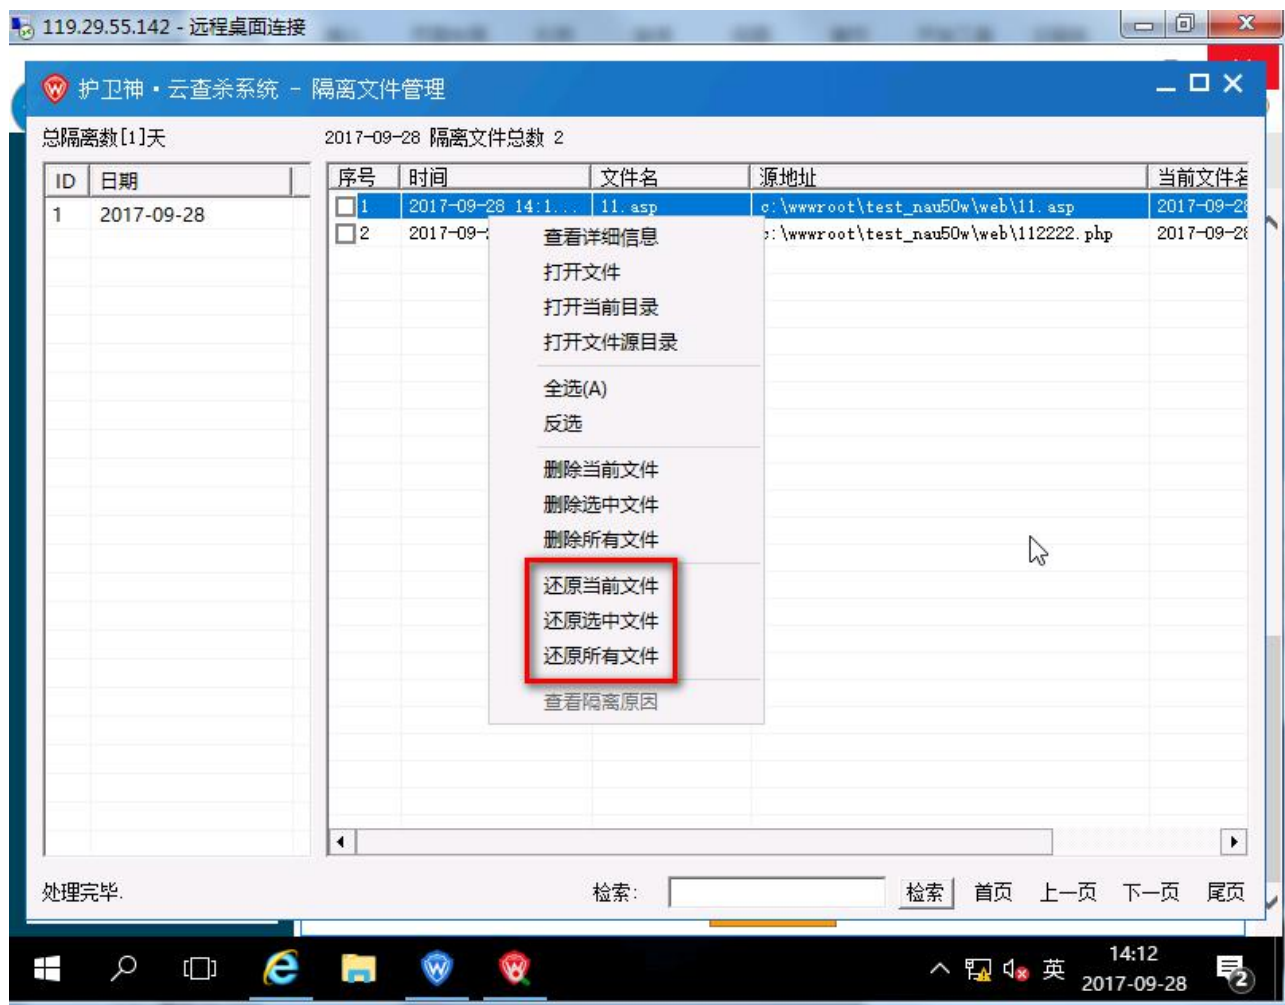 119.29.55.142 - 远程桌面连接
护卫神·云查杀系统 - 隔离文件管理
总隔离数[1]天
2017-09-28 隔离文件总数 2
ID 日期
序号 时间 文件名 源地址 当前文件名
1 2017-09-28
1 2017-09-28 14:1... 11.asp c:\wwwroot\test_nau50w\web\11.asp 2017-09-28
2 2017-09- :\wwwroot\test_nau50w\web\112222.php 2017-09-28
查看详细信息
打开文件
打开当前目录
打开文件源目录
全选(A)
反选
删除当前文件
删除选中文件
删除所有文件
还原当前文件
还原选中文件
还原所有文件
查看隔离原因
处理完毕.
检索: 检索 首页 上一页 下一页 尾页
英 14:12
2017-09-28
2